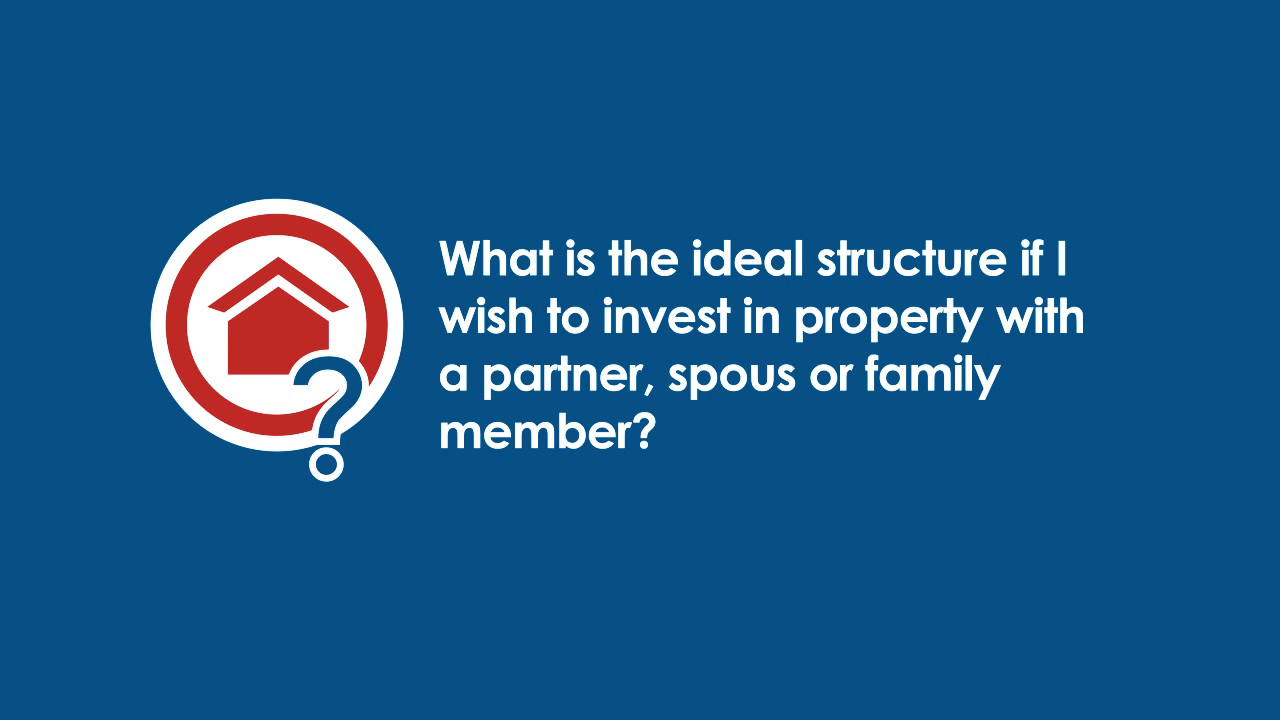 What is the ideal structure if I
wish to invest in property with
a partner, spous or family
member?